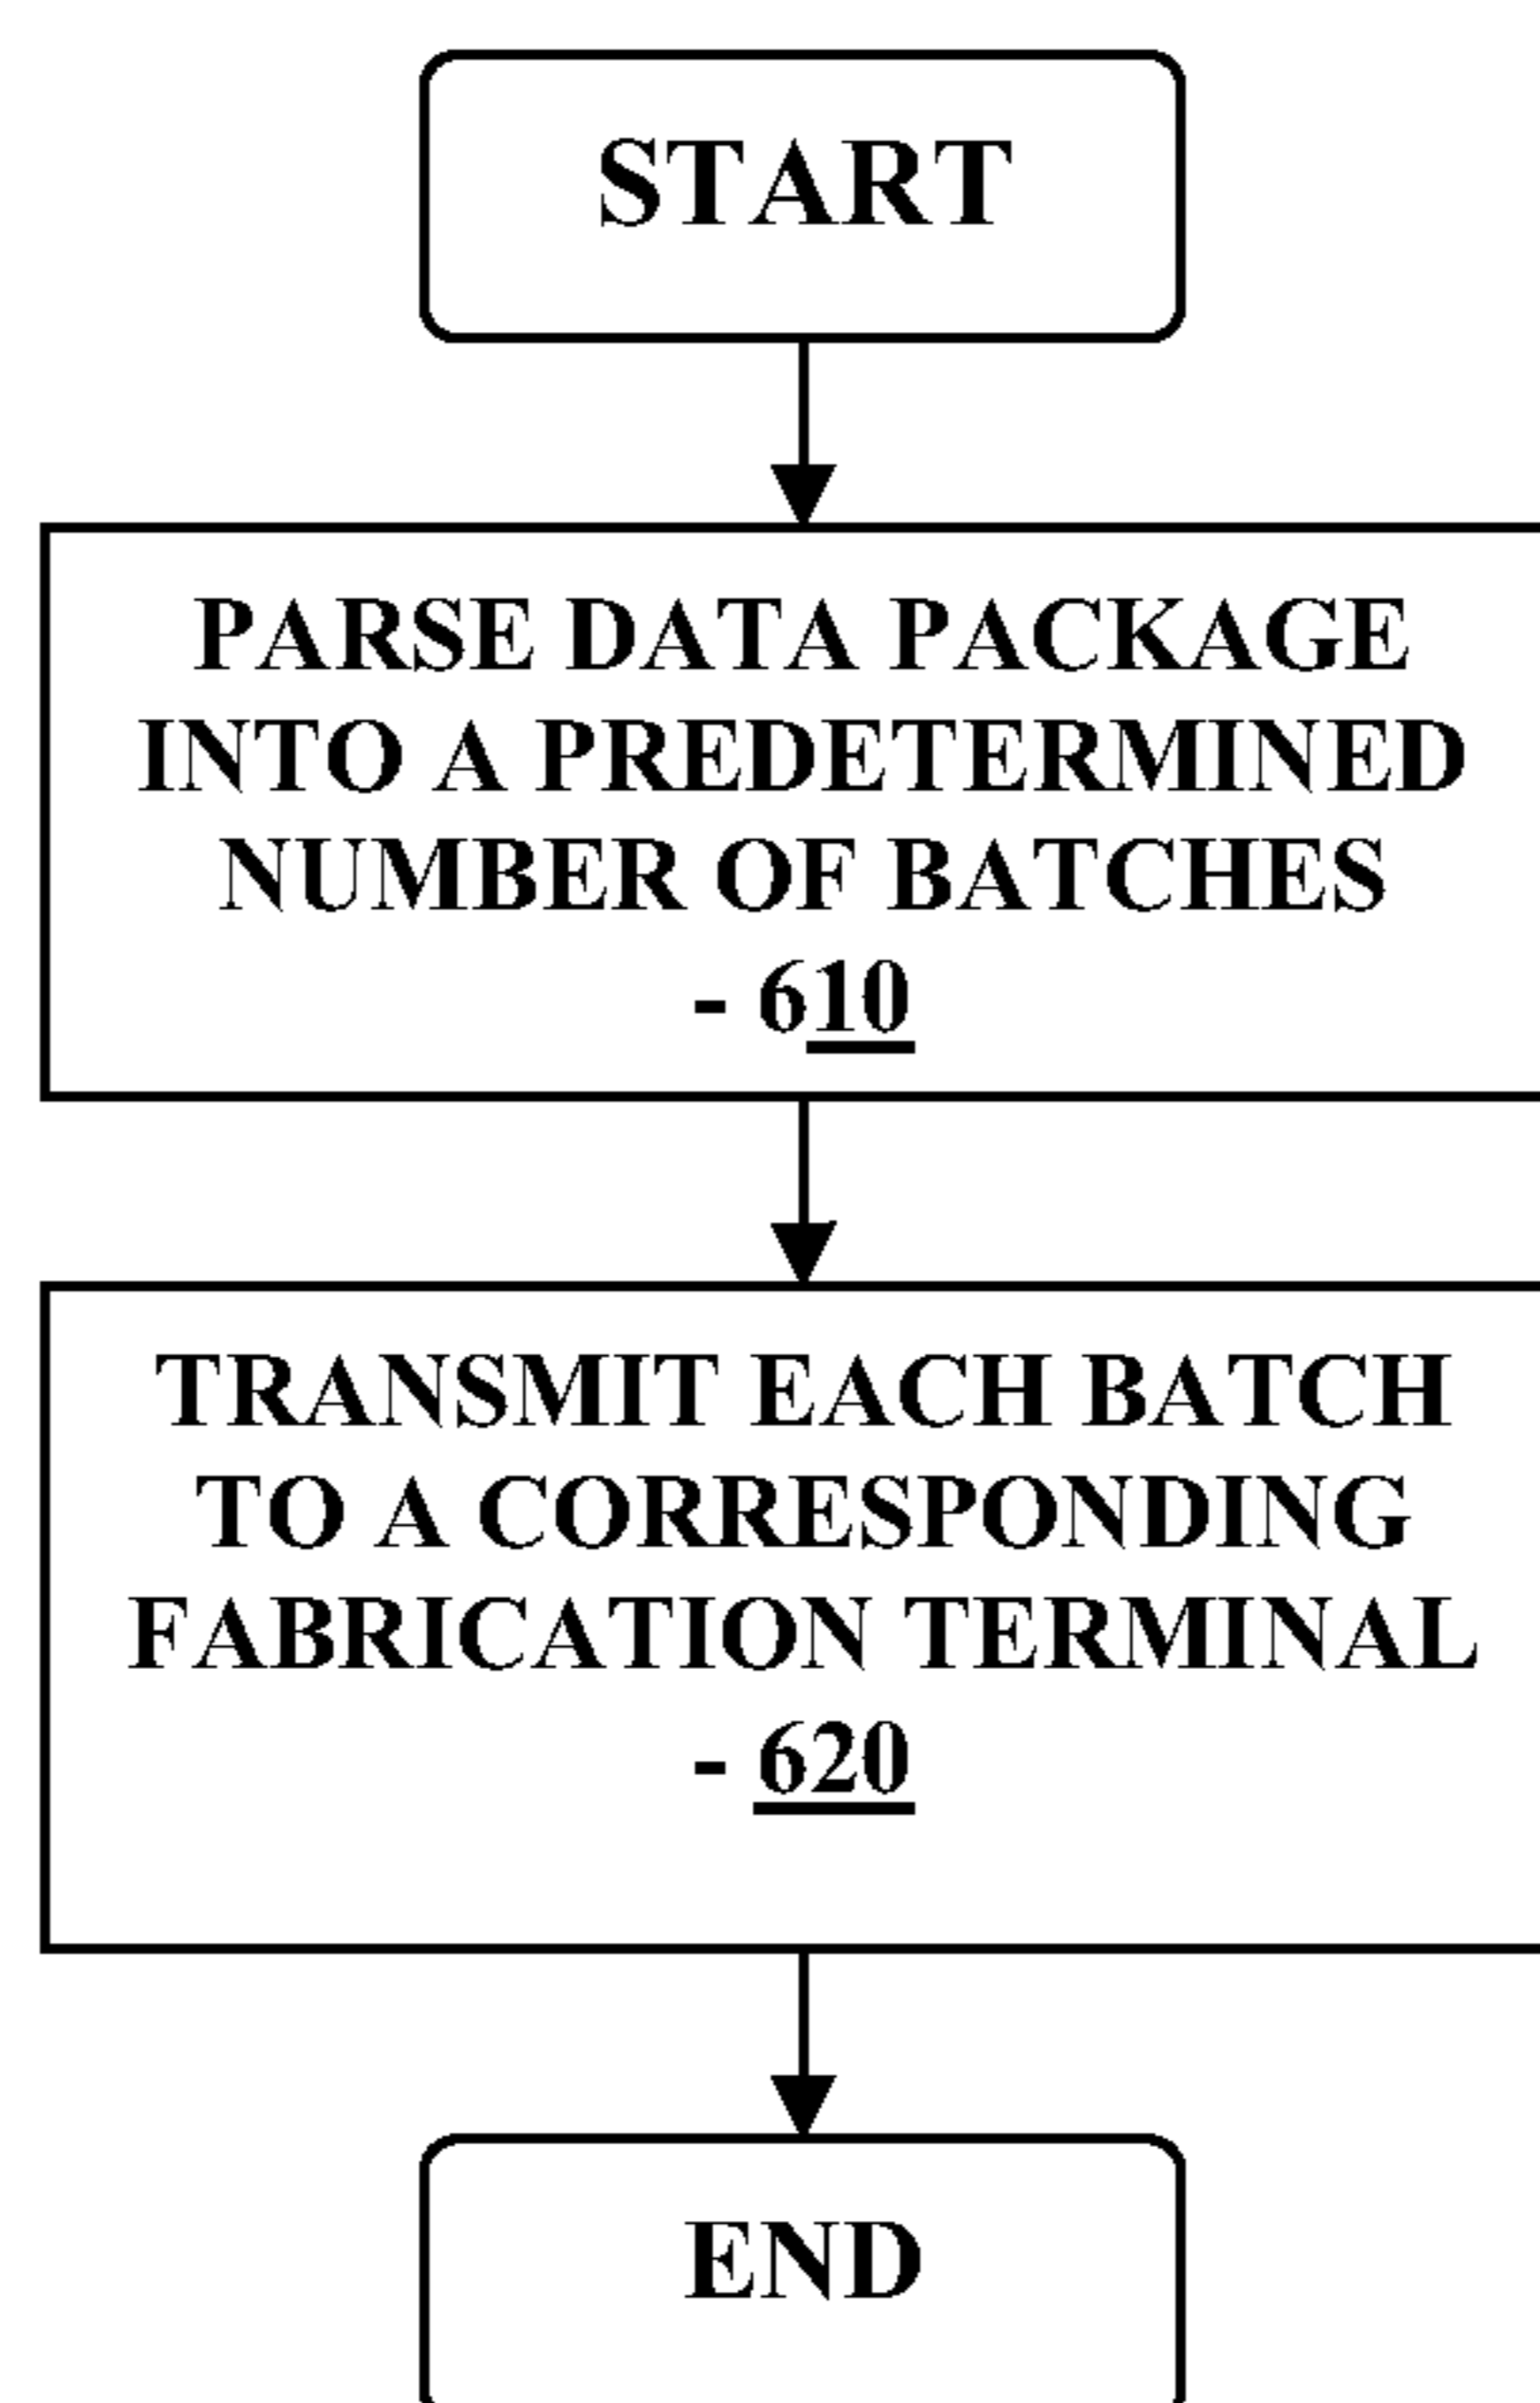 START
PARSE DATA PACKAGE
INTO A PREDETERMINED
NUMBER OF BATCHES
- 610
TRANSMIT EACH BATCH
TO A CORRESPONDING
FABRICATION TERMINAL
- 620
END